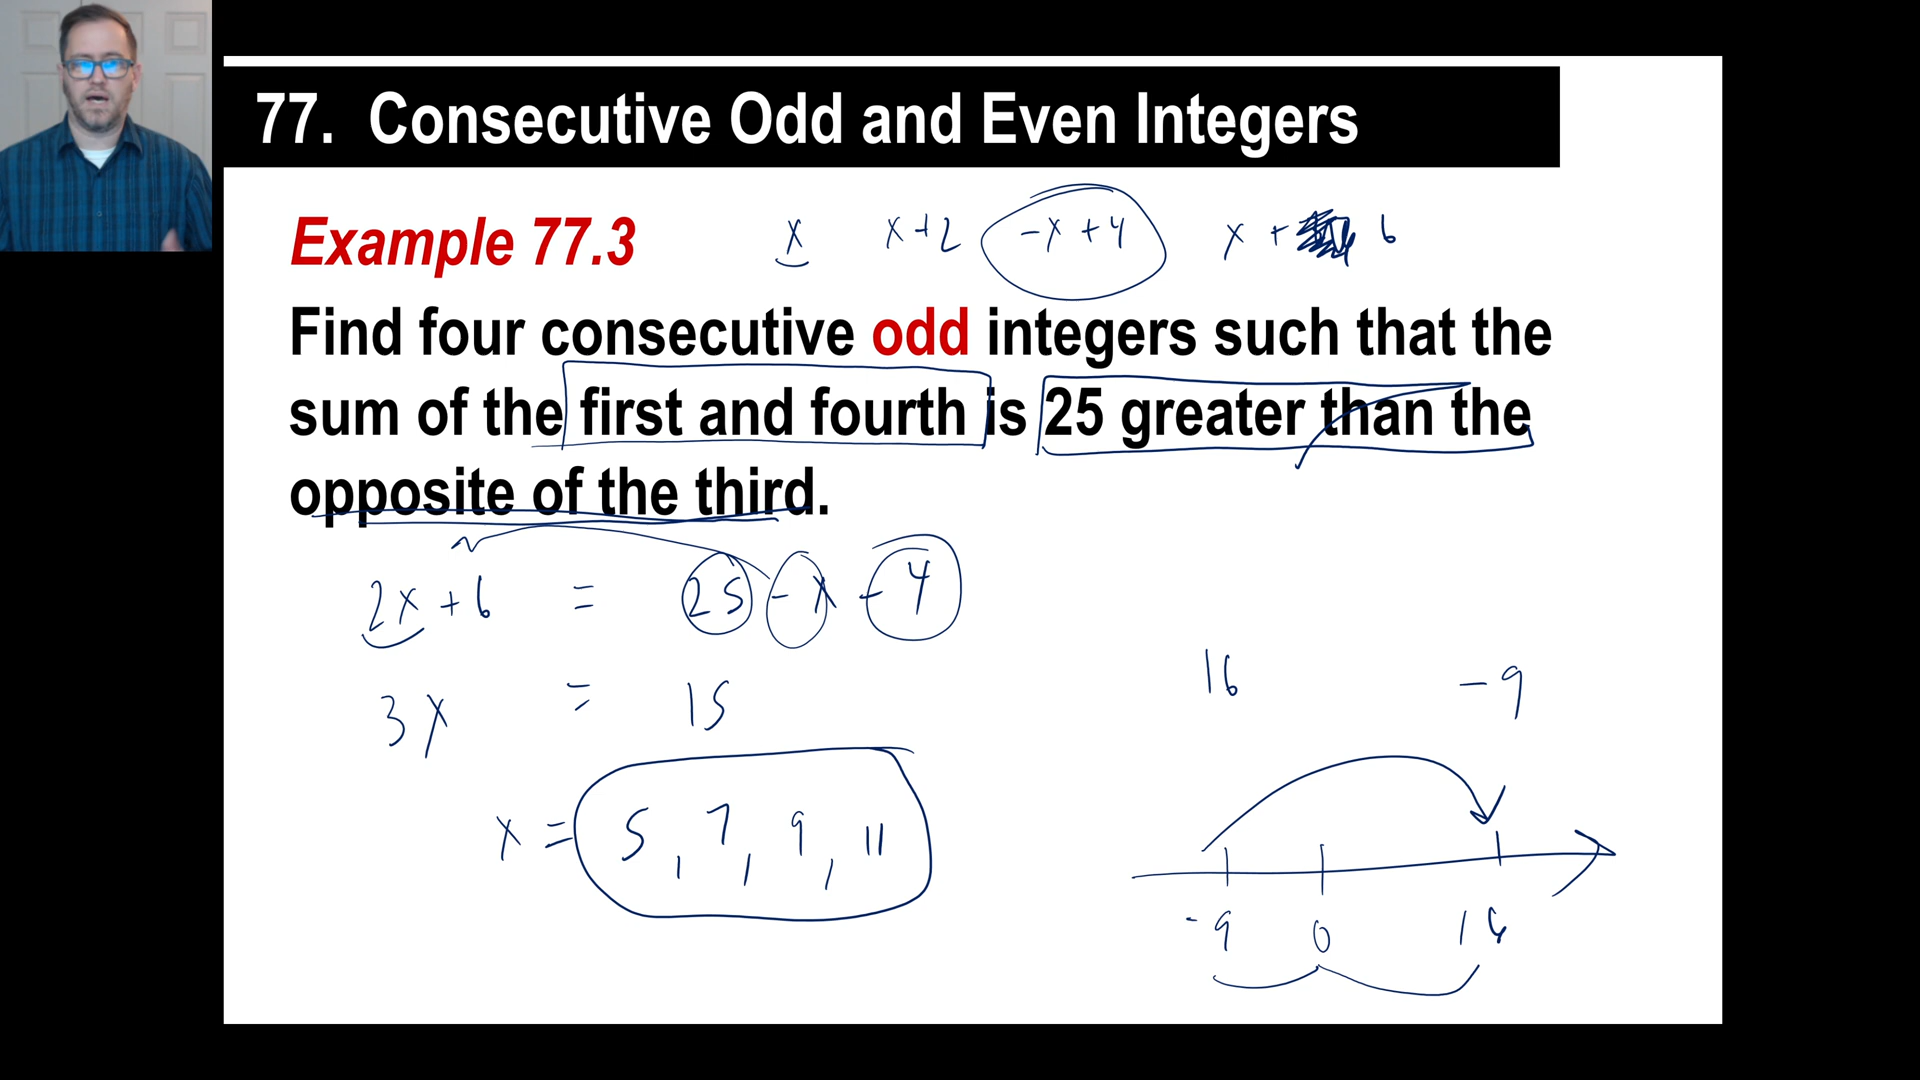 77. Consecutive Odd and Even Integers
Example 77.3
x x+2 -x+4 x + 6
Find four consecutive odd integers such that the
sum of the first and fourth is 25 greater than the
opposite of the third.
2x+6 = 25 -x -4
16 -9
3x = 15
x = 5, 7, 9, 11
-9 0 16